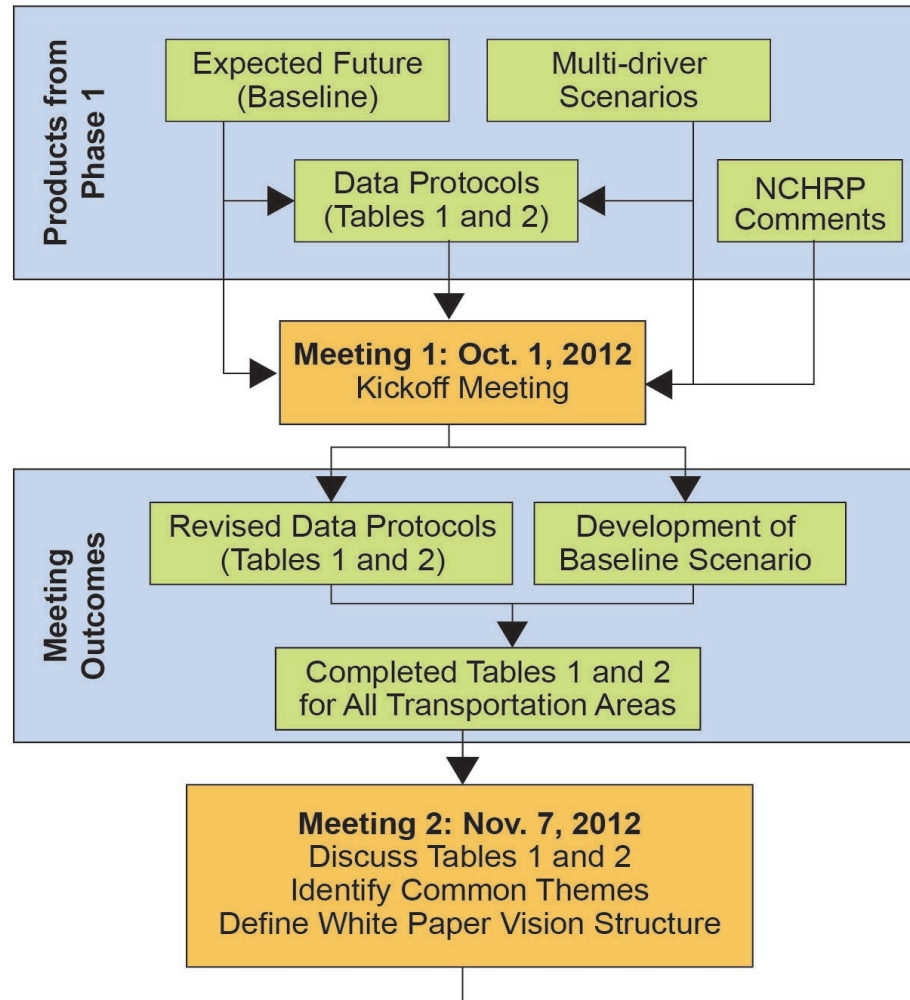 Products from
Phase 1
Expected Future
(Baseline)
Multi-driver
Scenarios
Data Protocols
(Tables 1 and 2)
NCHRP
Comments
Meeting 1: Oct. 1, 2012
Kickoff Meeting
Meeting
Outcomes
Revised Data Protocols
(Tables 1 and 2)
Development of
Baseline Scenario
Completed Tables 1 and 2
for All Transportation Areas
Meeting 2: Nov. 7, 2012
Discuss Tables 1 and 2
Identify Common Themes
Define White Paper Vision Structure